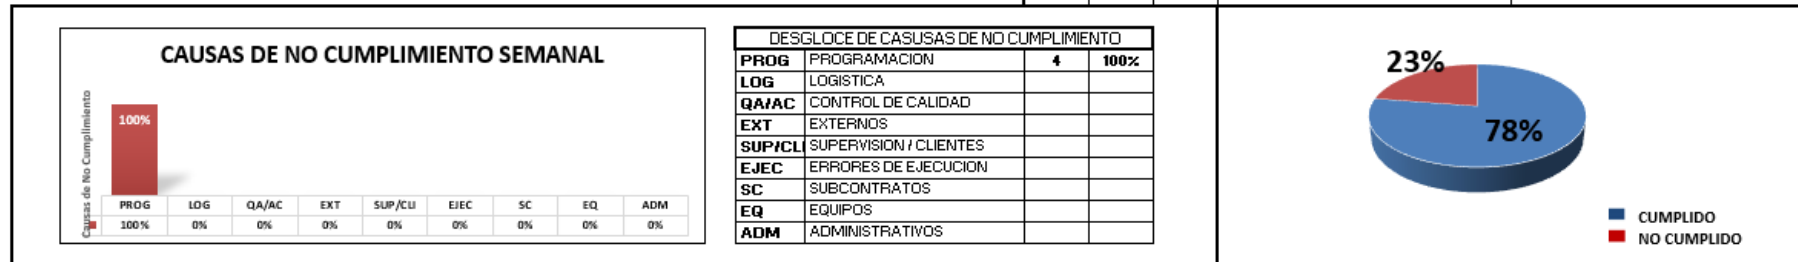 CAUSAS DE NO CUMPLIMIENTO SEMANAL
Causas de No Cumplimiento
100%
PROG LOG QA/AC EXT SUP/CLI EJEC SC EQ ADM
100% 0% 0% 0% 0% 0% 0% 0% 0%
DESGLOCE DE CASUSAS DE NO CUMPLIMIENTO
PROG PROGRAMACION 4 100%
LOG LOGISTICA
QA/AC CONTROL DE CALIDAD
EXT EXTERNOS
SUP/CLI SUPERVISION / CLIENTES
EJEC ERRORES DE EJECUCION
SC SUBCONTRATOS
EQ EQUIPOS
ADM ADMINISTRATIVOS
23%
78%
CUMPLIDO
NO CUMPLIDO